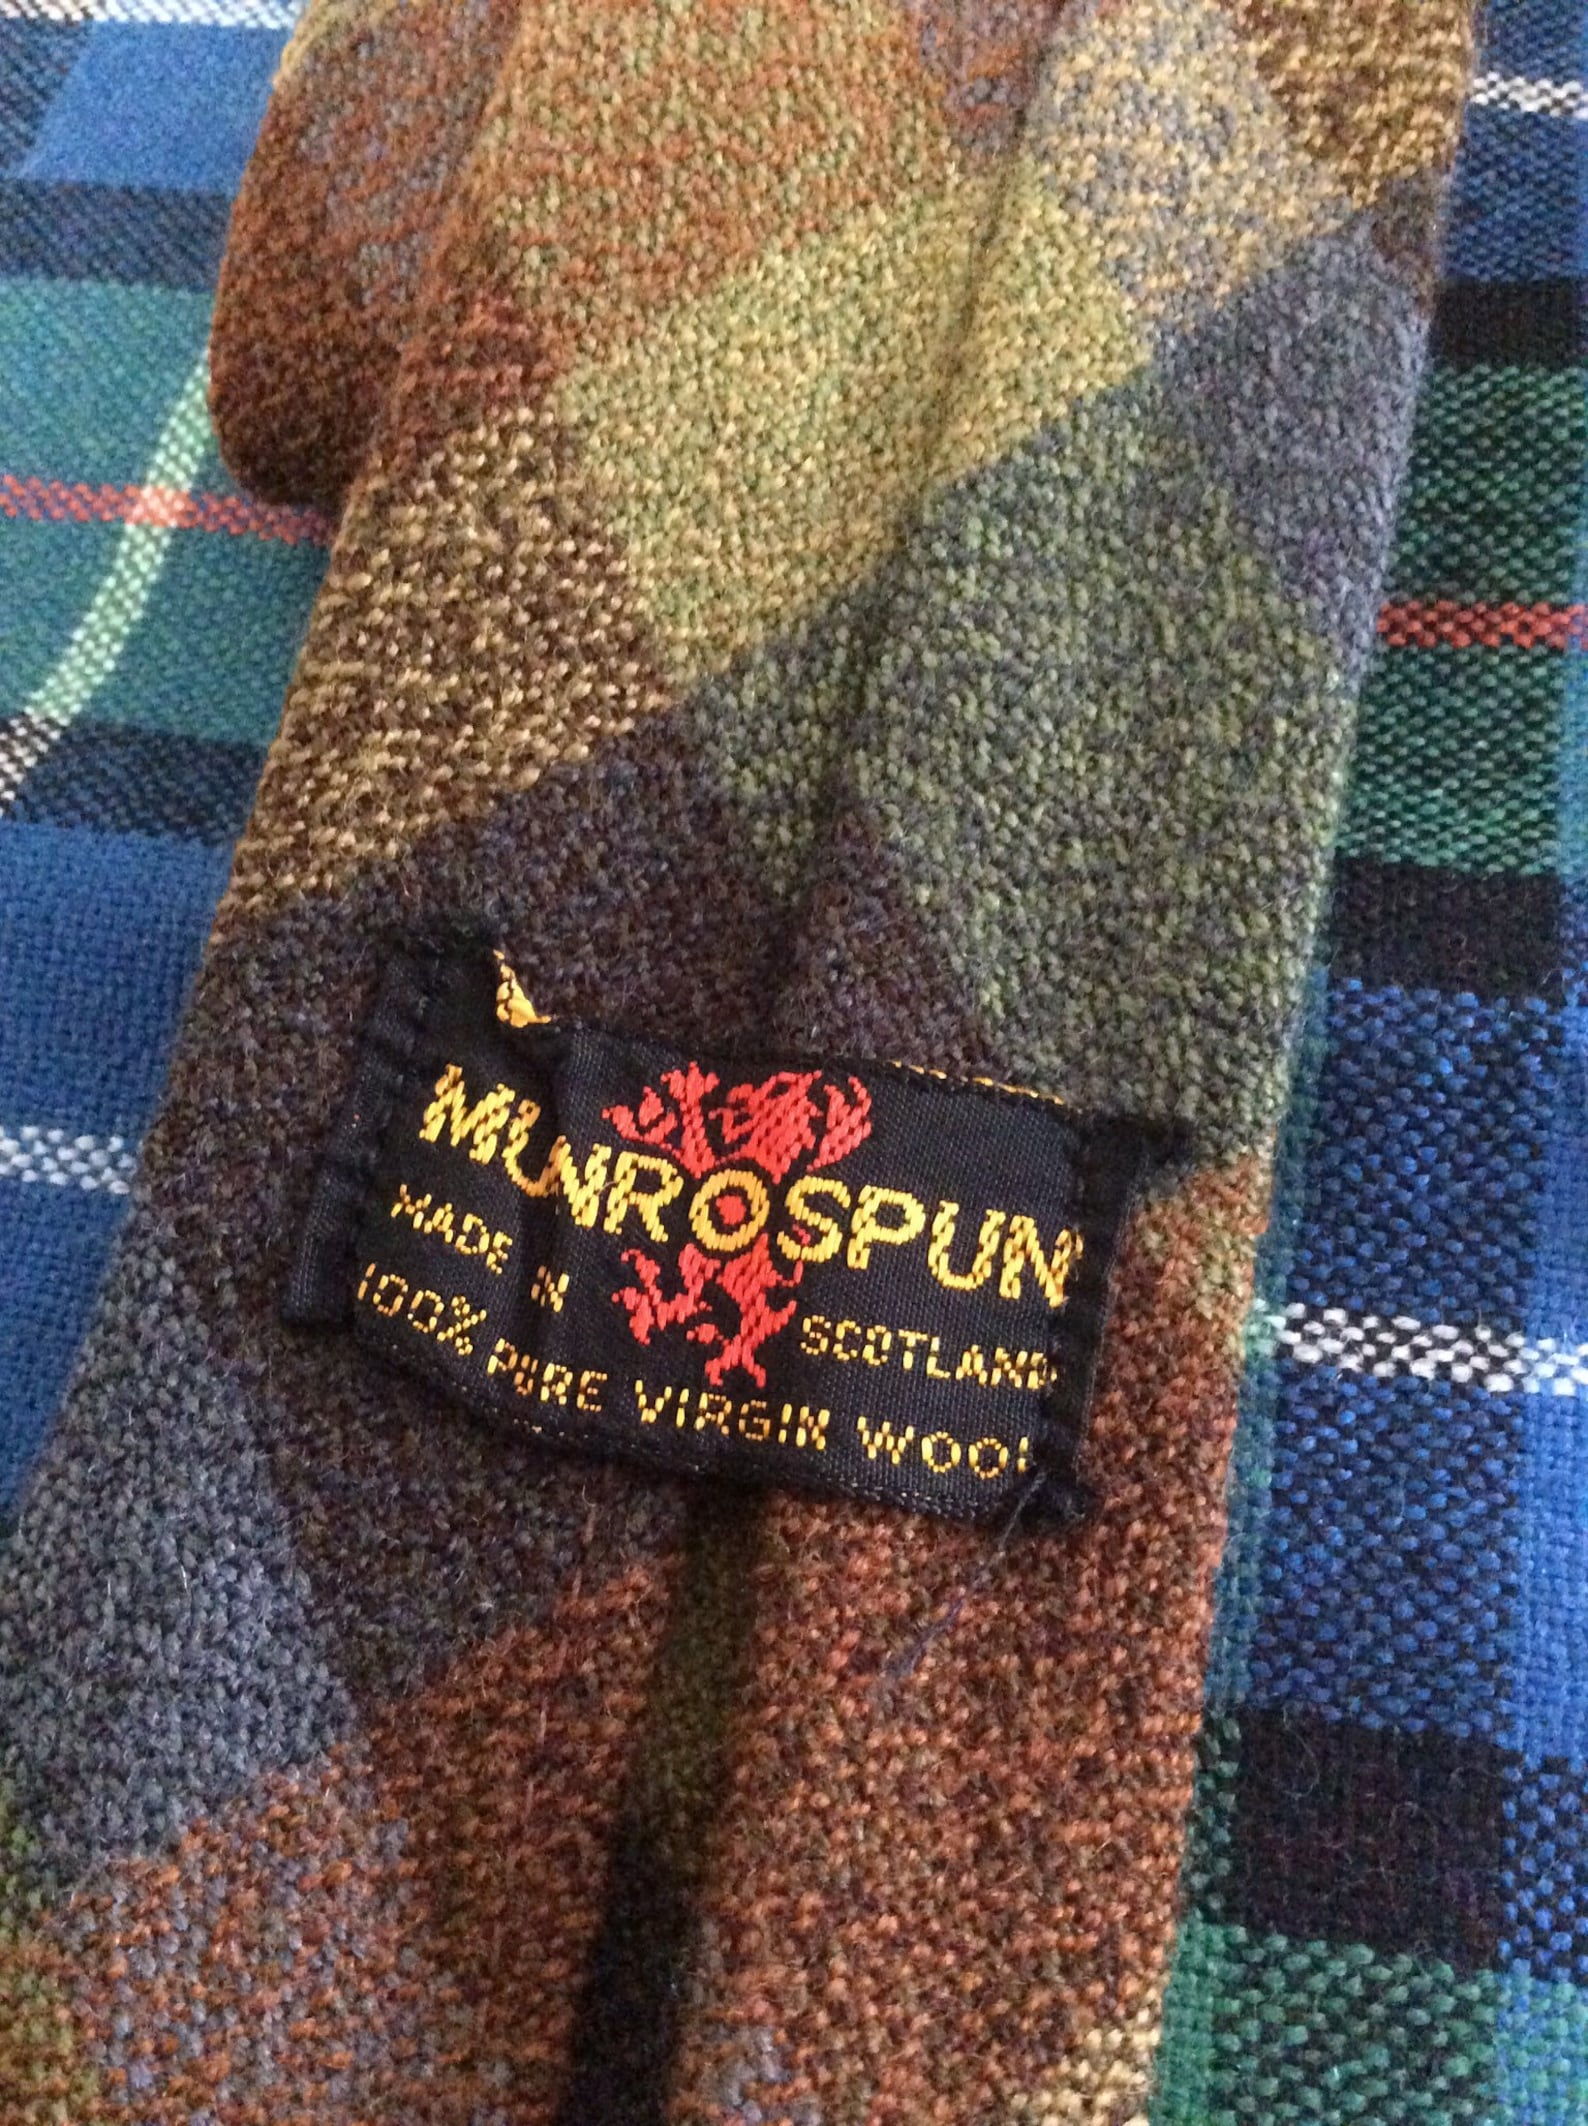 MUNROSPUN
MADE IN SCOTLAND
100% PURE VIRGIN WOOL